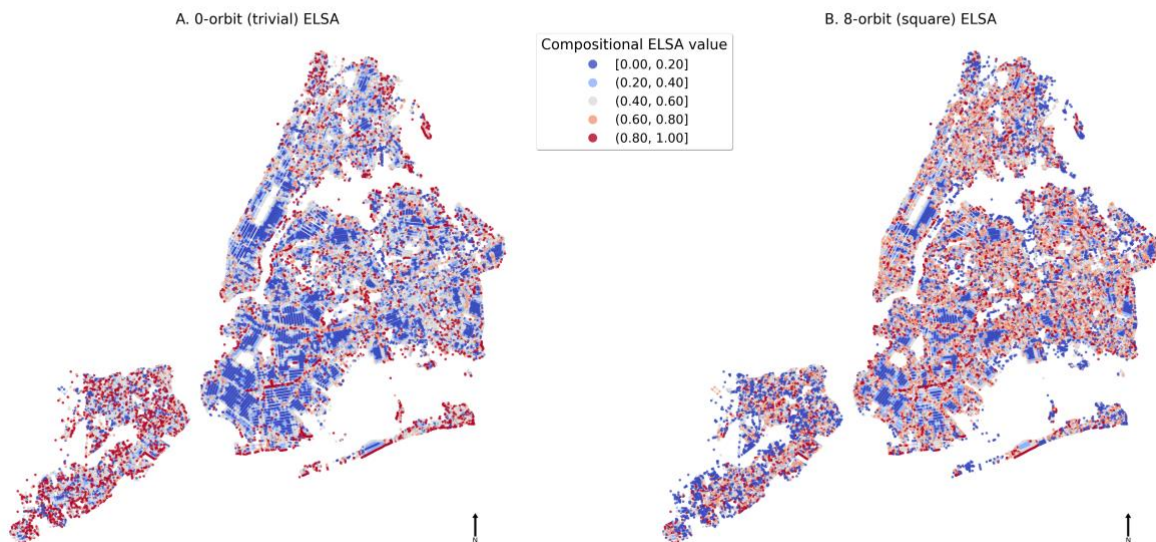 A. 0-orbit (trivial) ELSA
B. 8-orbit (square) ELSA
Compositional ELSA value
[0.00, 0.20]
(0.20, 0.40]
(0.40, 0.60]
(0.60, 0.80]
(0.80, 1.00]
N
N